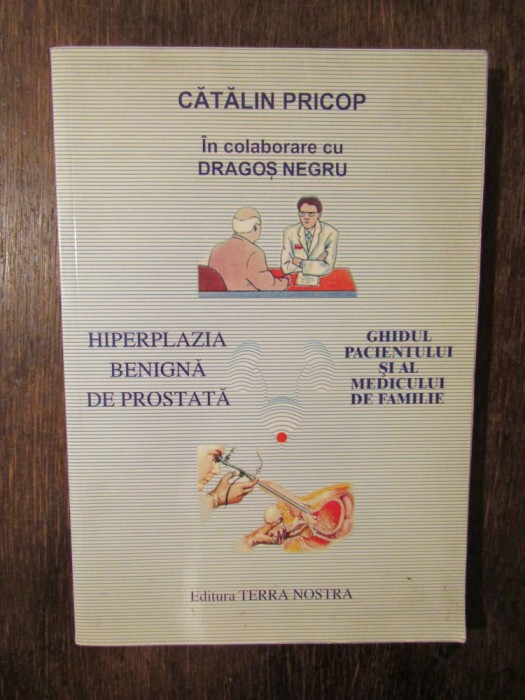 CĂTĂLIN PRICOP
În colaborare cu
DRAGOȘ NEGRU
HIPERPLAZIA
BENIGNĂ
DE PROSTATĂ
GHIDUL
PACIENTULUI
ȘI AL
MEDICULUI
DE FAMILIE
Editura TERRA NOSTRA